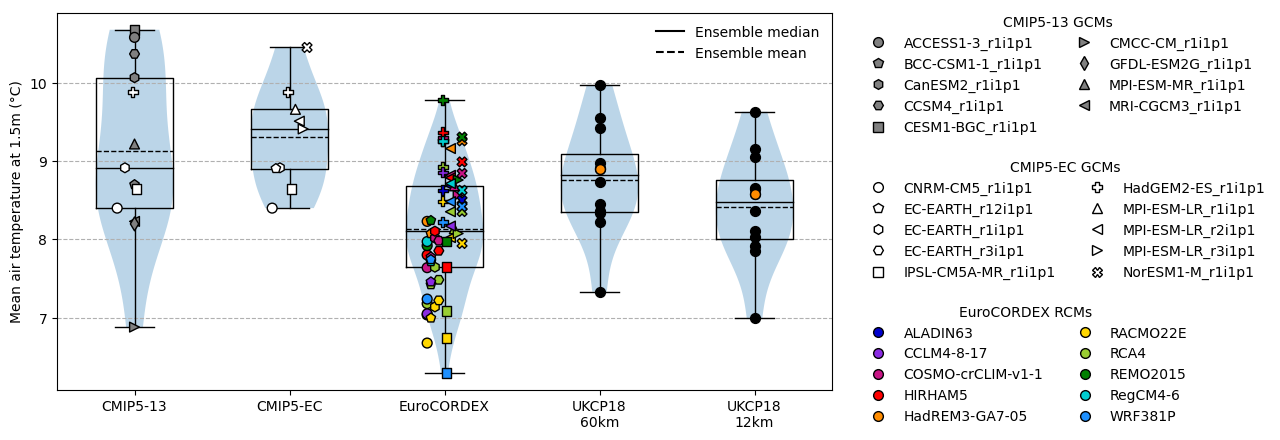 Mean air temperature at 1.5m (°C)
10
9
8
7
CMIP5-13
CMIP5-EC
EuroCORDEX
UKCP18
60km
UKCP18
12km
Ensemble median
Ensemble mean
CMIP5-13 GCMs
ACCESS1-3_r1i1p1
BCC-CSM1-1_r1i1p1
CanESM2_r1i1p1
CCSM4_r1i1p1
CESM1-BGC_r1i1p1
CMCC-CM_r1i1p1
GFDL-ESM2G_r1i1p1
MPI-ESM-MR_r1i1p1
MRI-CGCM3_r1i1p1
CMIP5-EC GCMs
CNRM-CM5_r1i1p1
EC-EARTH_r12i1p1
EC-EARTH_r1i1p1
EC-EARTH_r3i1p1
IPSL-CM5A-MR_r1i1p1
HadGEM2-ES_r1i1p1
MPI-ESM-LR_r1i1p1
MPI-ESM-LR_r2i1p1
MPI-ESM-LR_r3i1p1
NorESM1-M_r1i1p1
EuroCORDEX RCMs
ALADIN63
CCLM4-8-17
COSMO-crCLIM-v1-1
HIRHAM5
HadREM3-GA7-05
RACMO22E
RCA4
REMO2015
RegCM4-6
WRF381P